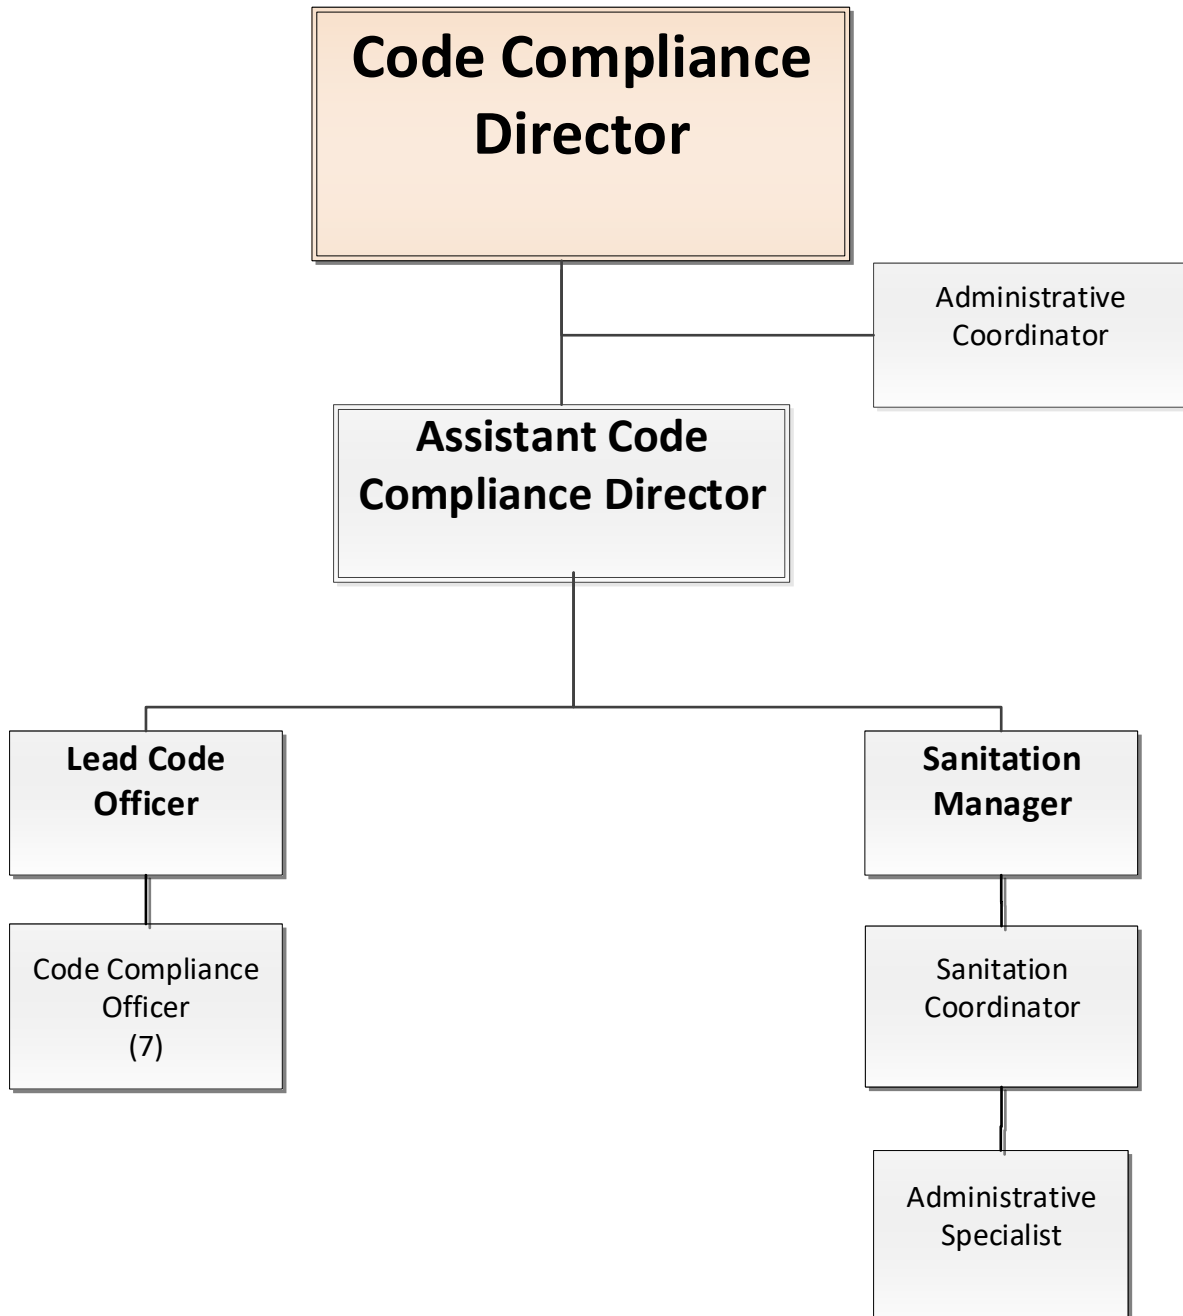 Code Compliance
Director
Administrative
Coordinator
Assistant Code
Compliance Director
Lead Code
Officer
Sanitation
Manager
Code Compliance
Officer
(7)
Sanitation
Coordinator
Administrative
Specialist